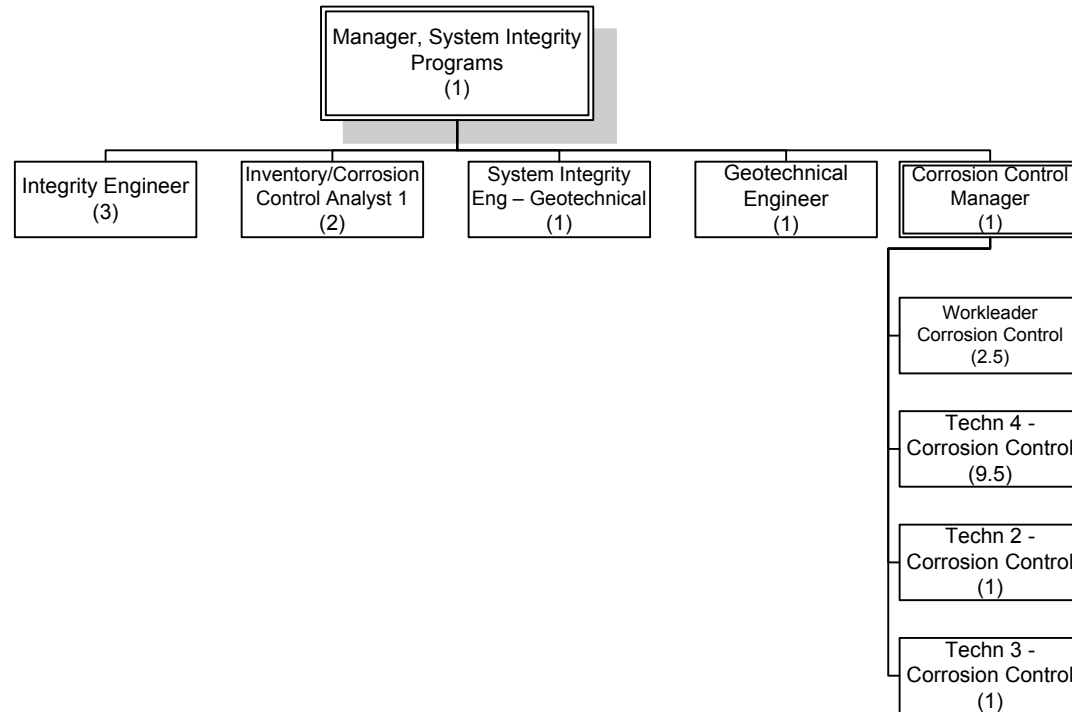 Manager, System Integrity
Programs
(1)
Integrity Engineer
(3)
Inventory/Corrosion
Control Analyst 1
(2)
System Integrity
Eng – Geotechnical
(1)
Geotechnical
Engineer
(1)
Corrosion Control
Manager
(1)
Workleader
Corrosion Control
(2.5)
Techn 4 -
Corrosion Control
(9.5)
Techn 2 -
Corrosion Control
(1)
Techn 3 -
Corrosion Control
(1)